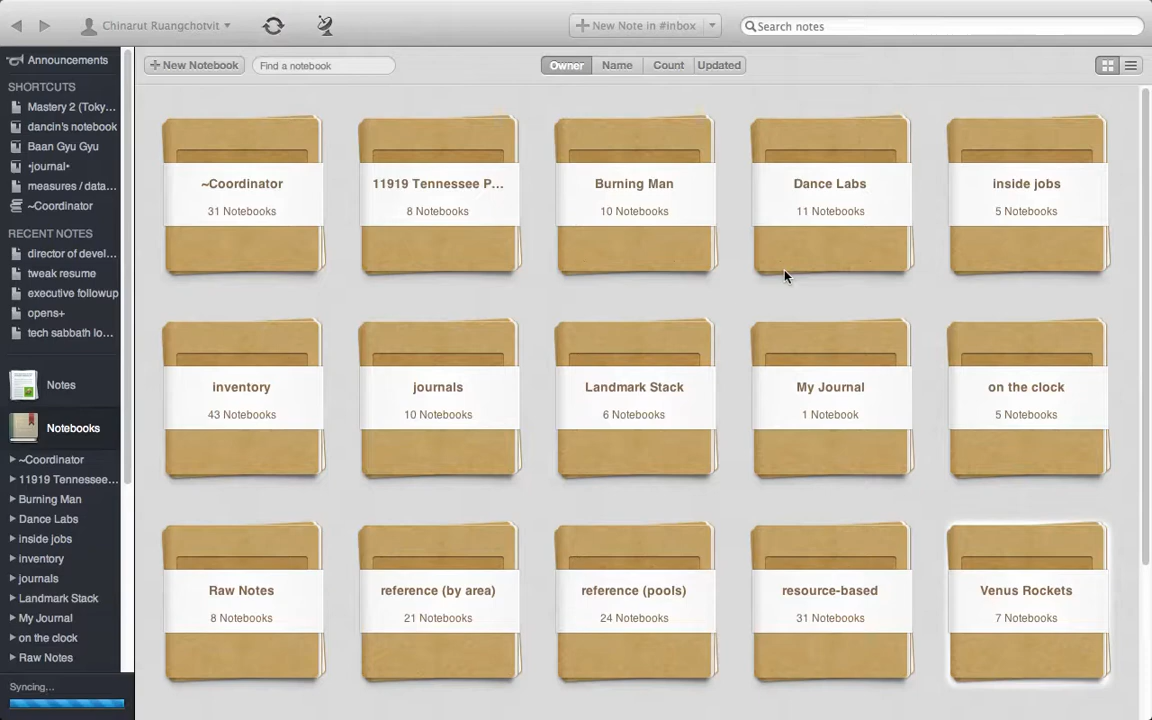 Chinarut Ruangchotvit
New Note in #inbox
Search notes
Announcements
SHORTCUTS
Mastery 2 (Toky...
dancin's notebook
Baan Gyu Gyu
•journal•
measures / data...
~Coordinator
RECENT NOTES
director of devel...
tweak resume
executive followup
opens+
tech sabbath lo...
Notes
Notebooks
~Coordinator
11919 Tennessee...
Burning Man
Dance Labs
inside jobs
inventory
journals
Landmark Stack
My Journal
on the clock
Raw Notes
Syncing...
New Notebook
Find a notebook
Owner
Name
Count
Updated
~Coordinator
31 Notebooks
11919 Tennessee P...
8 Notebooks
Burning Man
10 Notebooks
Dance Labs
11 Notebooks
inside jobs
5 Notebooks
inventory
43 Notebooks
journals
10 Notebooks
Landmark Stack
6 Notebooks
My Journal
1 Notebook
on the clock
5 Notebooks
Raw Notes
8 Notebooks
reference (by area)
21 Notebooks
reference (pools)
24 Notebooks
resource-based
31 Notebooks
Venus Rockets
7 Notebooks